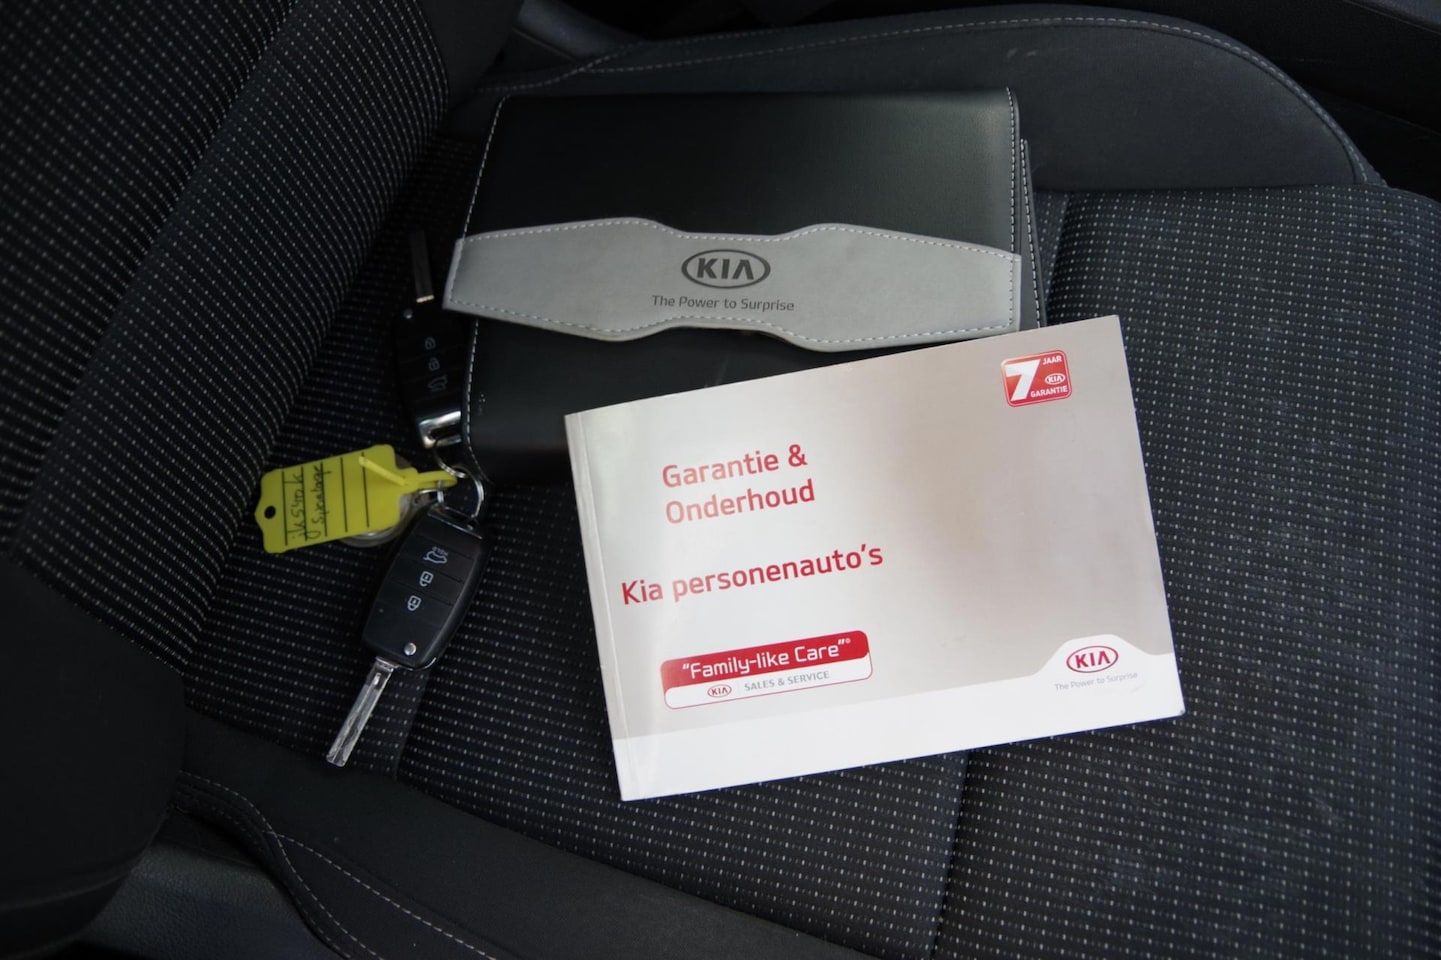 KIA
The Power to Surprise
7 JAAR
KIA
GARANTIE
Garantie &
Onderhoud
Kia personenauto's
"Family-like Care"®
KIA SALES & SERVICE
KIA
The Power to Surprise
HOLD